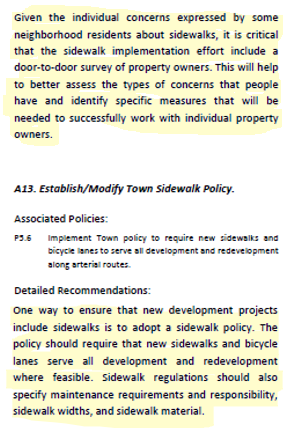 Given the individual concerns expressed by some
neighborhood residents about sidewalks, it is critical
that the sidewalk implementation effort include a
door-to-door survey of property owners. This will help
to better assess the types of concerns that people
have and identify specific measures that will be
needed to successfully work with individual property
owners.
A13. Establish/Modify Town Sidewalk Policy.
Associated Policies:
P5.6 Implement Town policy to require new sidewalks and
bicycle lanes to serve all development and redevelopment
along arterial routes.
Detailed Recommendations:
One way to ensure that new development projects
include sidewalks is to adopt a sidewalk policy. The
policy should require that new sidewalks and bicycle
lanes serve all development and redevelopment
where feasible. Sidewalk regulations should also
specify maintenance requirements and responsibility,
sidewalk widths, and sidewalk material.